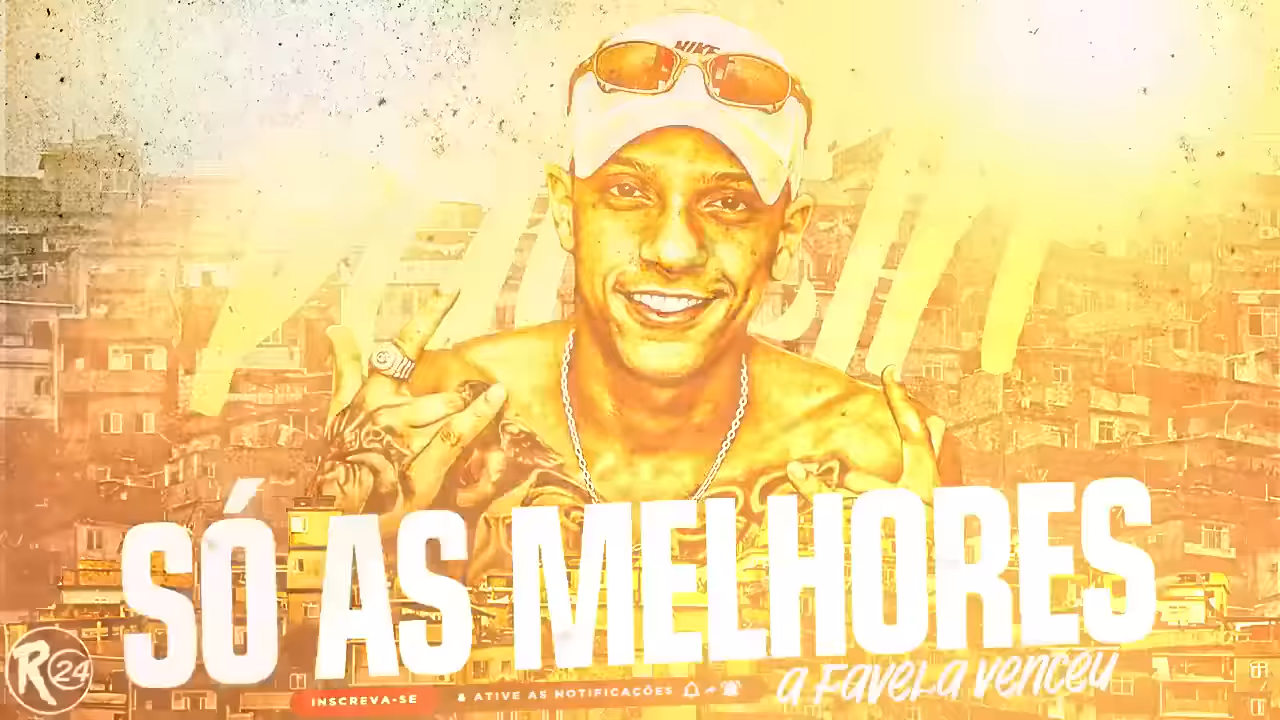 NIKE
SÓ AS MELHORES
a Favela venceu
INSCREVA-SE
& ATIVE AS NOTIFICAÇÕES
R24